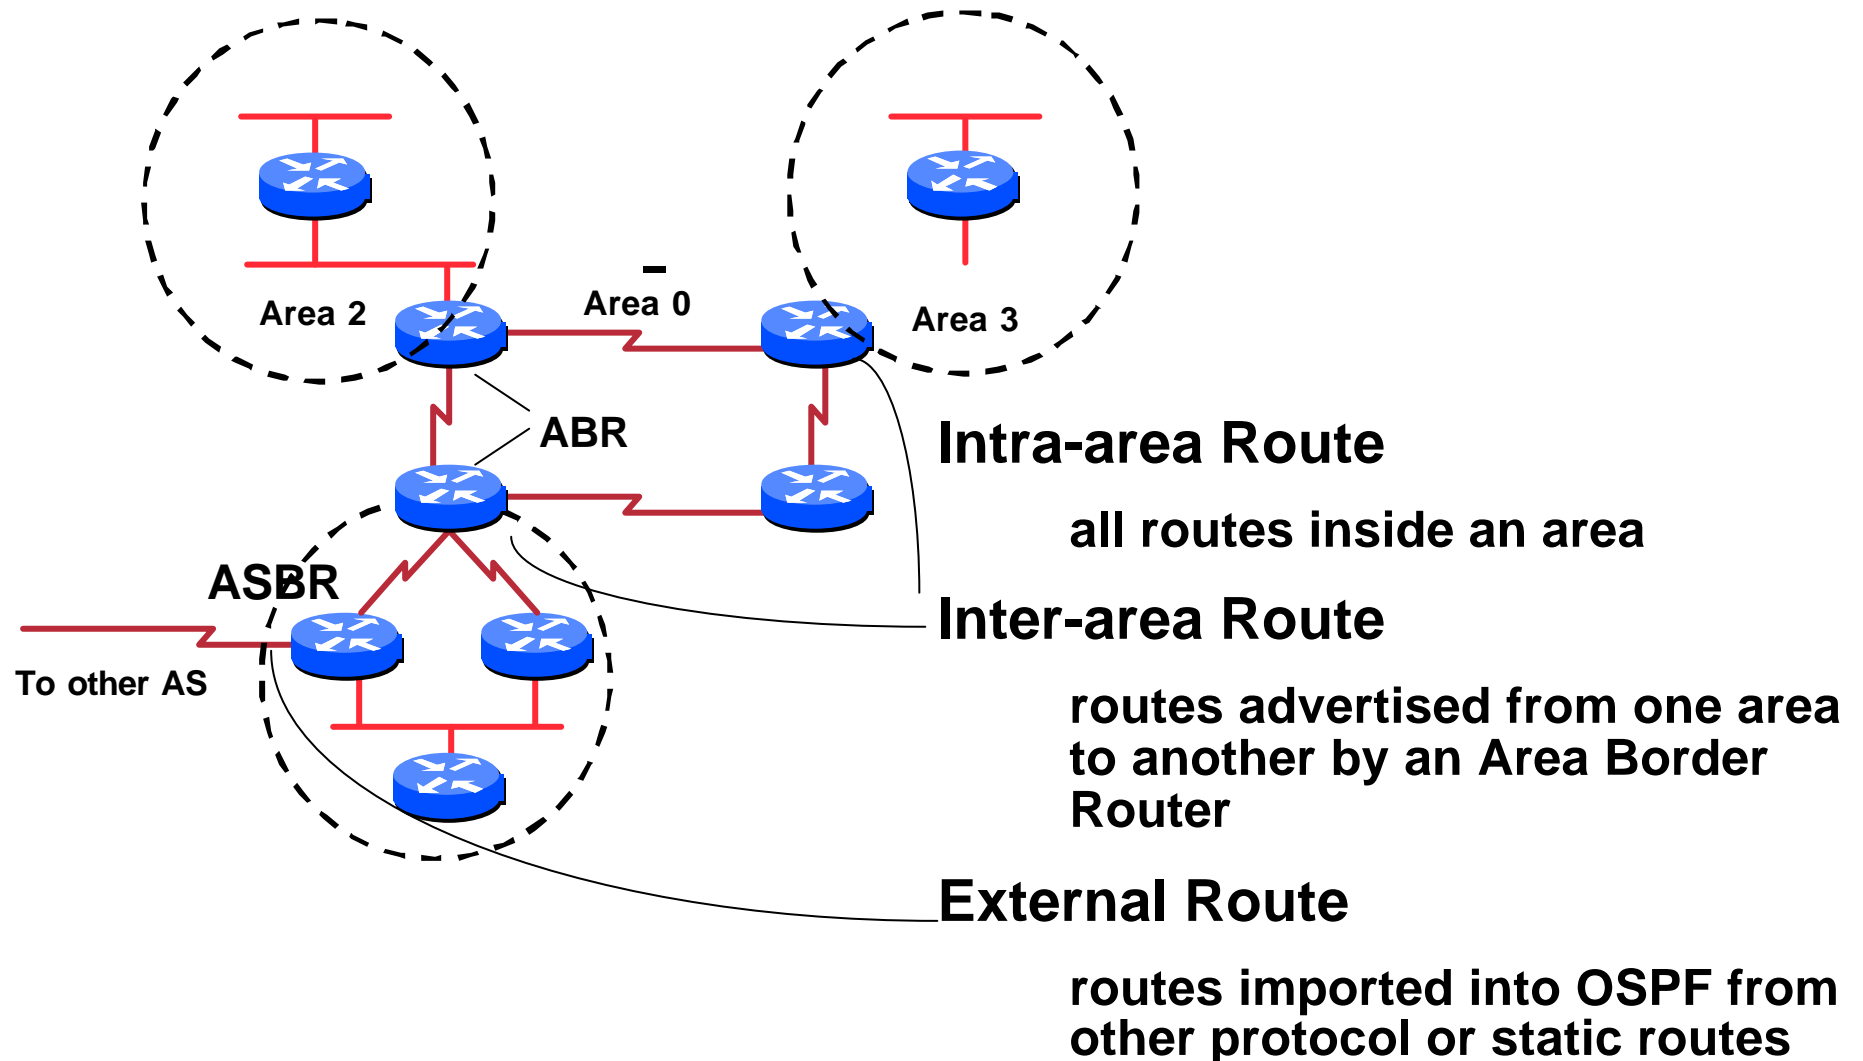 Area 2
Area 0
Area 3
ABR
ASBR
To other AS
Intra-area Route
all routes inside an area
Inter-area Route
routes advertised from one area
to another by an Area Border
Router
External Route
routes imported into OSPF from
other protocol or static routes